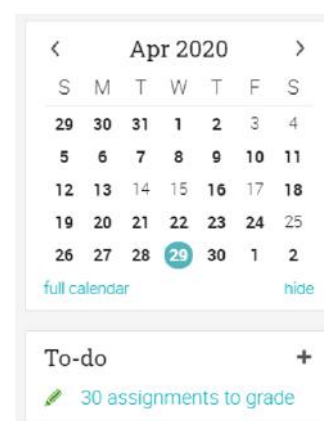 < Apr 2020 >
S M T W T F S
29 30 31 1 2 3 4
5 6 7 8 9 10 11
12 13 14 15 16 17 18
19 20 21 22 23 24 25
26 27 28 29 30 1 2
full calendar hide
To-do +
30 assignments to grade